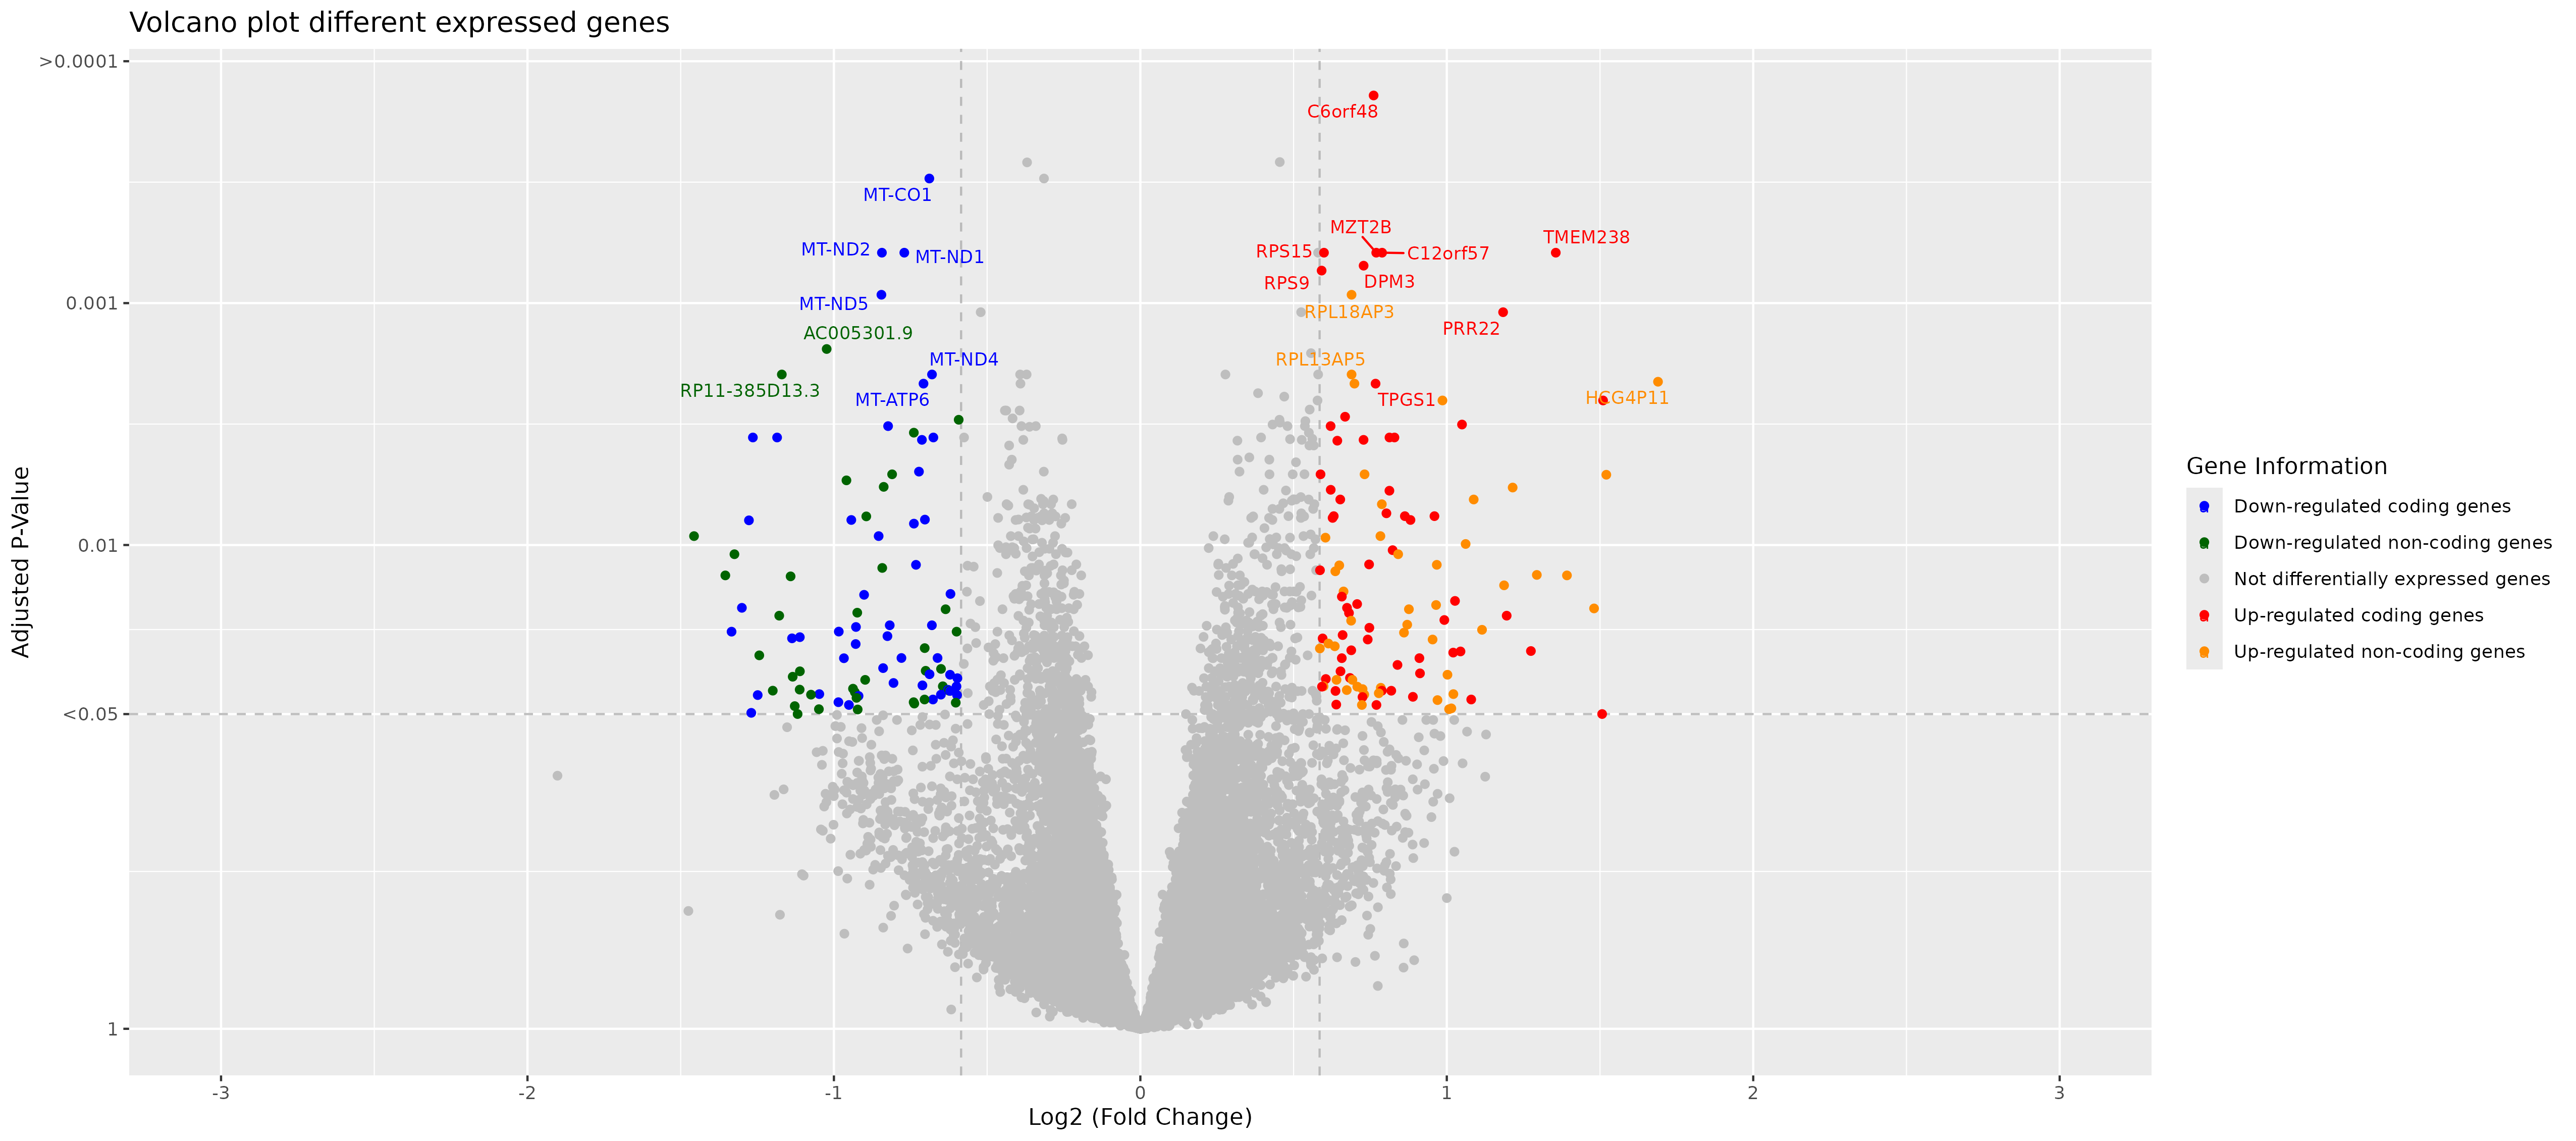 Volcano plot different expressed genes
>0.0001
C6orf48
MT-CO1
MZT2B
TMEM238
MT-ND2
MT-ND1
RPS15
C12orf57
RPS9
DPM3
0.001
MT-ND5
RPL18AP3
AC005301.9
PRR22
MT-ND4
RPL13AP5
RP11-385D13.3
MT-ATP6
TPGS1
HCG4P11
Adjusted P-Value
0.01
<0.05
1
Gene Information
Down-regulated coding genes
Down-regulated non-coding genes
Not differentially expressed genes
Up-regulated coding genes
Up-regulated non-coding genes
-3
-2
-1
0
1
2
3
Log2 (Fold Change)